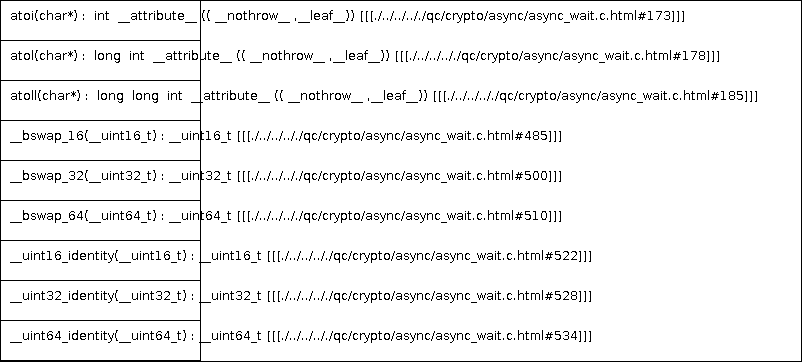 atoi(char*) : int __attribute__ (( __nothrow__ ,__leaf__)) [[[./../../../qc/crypto/async/async_wait.c.html#173]]]
atol(char*) : long int __attribute__ (( __nothrow__ ,__leaf__)) [[[./../../../qc/crypto/async/async_wait.c.html#178]]]
atoll(char*) : long long int __attribute__ (( __nothrow__ ,__leaf__)) [[[./../../../qc/crypto/async/async_wait.c.html#185]]]
__bswap_16(__uint16_t) : __uint16_t [[[./../../../qc/crypto/async/async_wait.c.html#485]]]
__bswap_32(__uint32_t) : __uint32_t [[[./../../../qc/crypto/async/async_wait.c.html#500]]]
__bswap_64(__uint64_t) : __uint64_t [[[./../../../qc/crypto/async/async_wait.c.html#510]]]
__uint16_identity(__uint16_t) : __uint16_t [[[./../../../qc/crypto/async/async_wait.c.html#522]]]
__uint32_identity(__uint32_t) : __uint32_t [[[./../../../qc/crypto/async/async_wait.c.html#528]]]
__uint64_identity(__uint64_t) : __uint64_t [[[./../../../qc/crypto/async/async_wait.c.html#534]]]